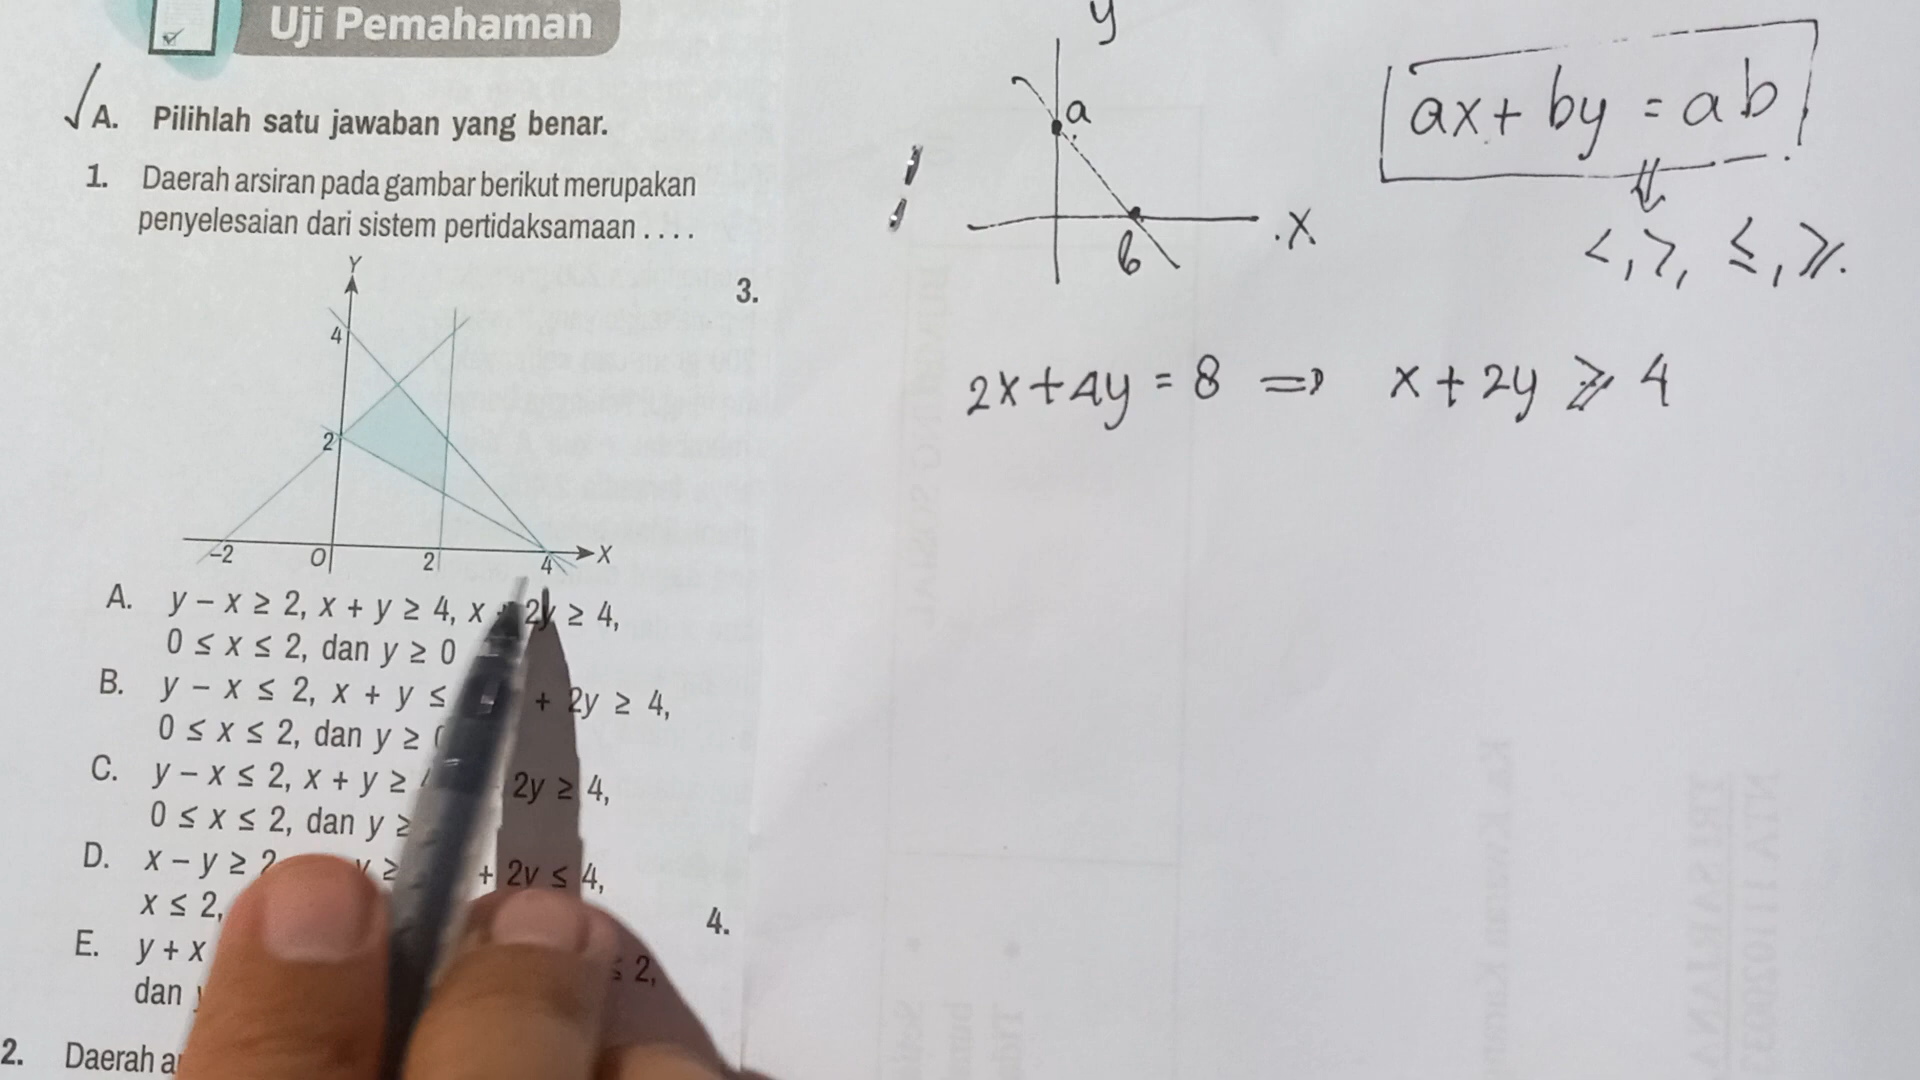 Uji Pemahaman
A. Pilihlah satu jawaban yang benar.
1. Daerah arsiran pada gambar berikut merupakan
penyelesaian dari sistem pertidaksamaan . . . .
Y
4
2
-2 O 2 4 X
A. y – x ≥ 2, x + y ≥ 4, x 2y ≥ 4,
0 ≤ x ≤ 2, dan y ≥ 0
B. y – x ≤ 2, x + y ≤ + 2y ≥ 4,
0 ≤ x ≤ 2, dan y ≥
C. y – x ≤ 2, x + y ≥ 2y ≥ 4,
0 ≤ x ≤ 2, dan y ≥
D. x – y ≥ 2 ≥ + 2y ≤ 4,
x ≤ 2,
E. y + x ≤ 2,
dan
2. Daerah
3.
4.
y
a
b
x
ax + by = ab
<, >, ≤, ≥.
2x + 4y = 8 ⇒ x + 2y ≥ 4